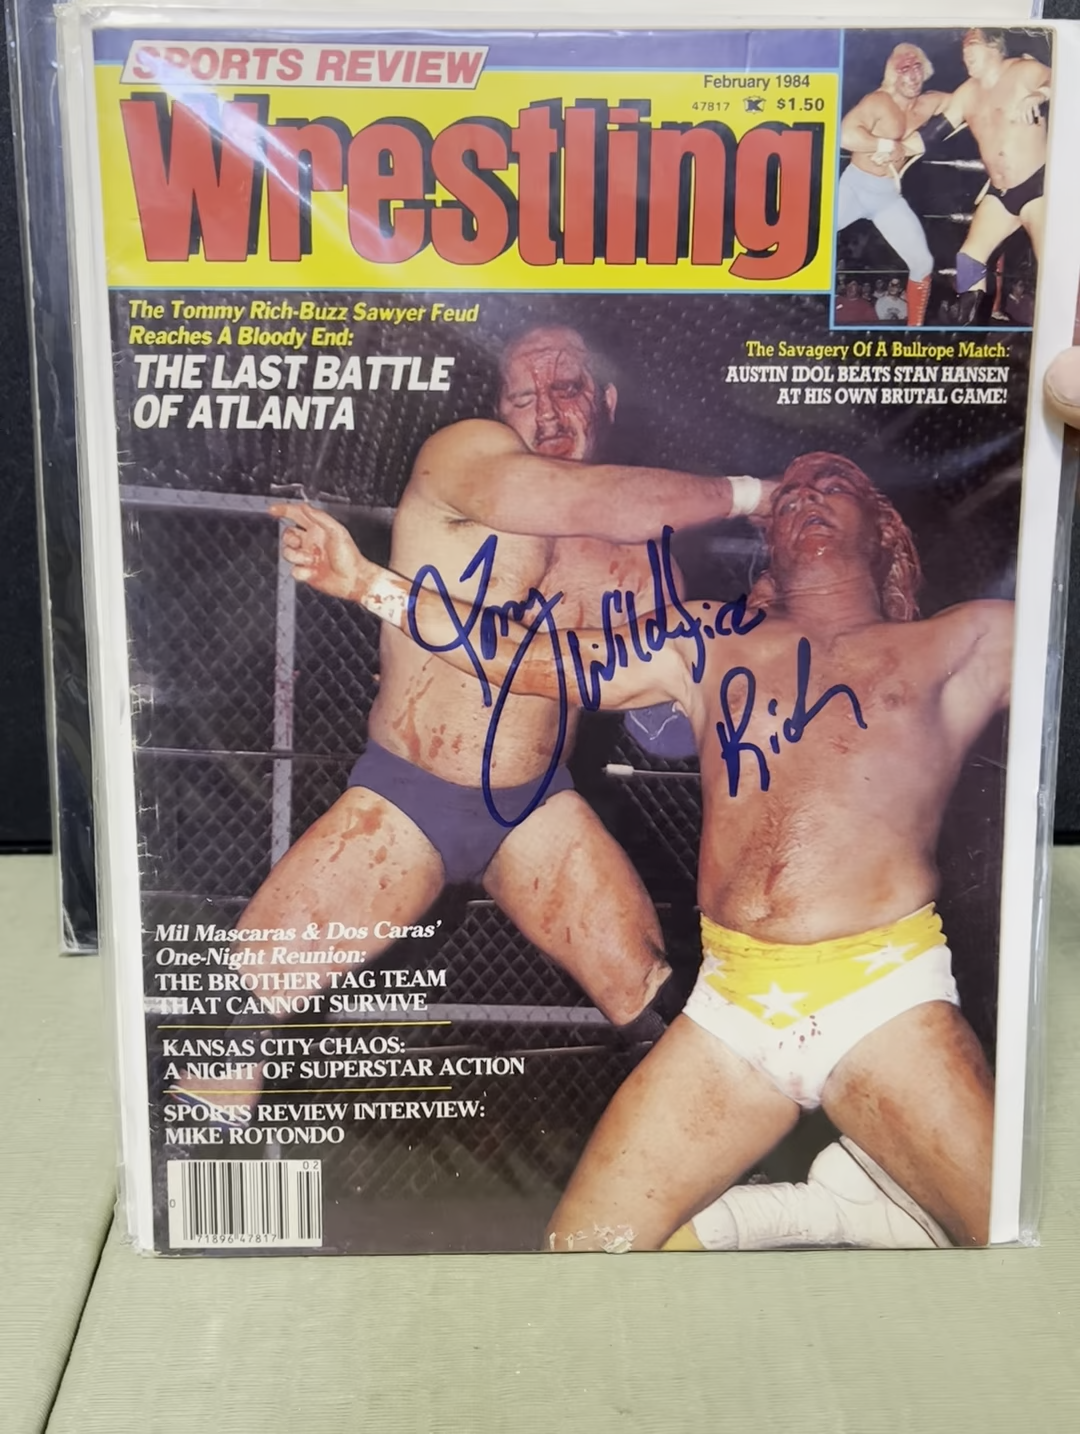 SPORTS REVIEW
Wrestling
February 1984
47817 K $1.50
The Tommy Rich-Buzz Sawyer Feud
Reaches A Bloody End:
THE LAST BATTLE
OF ATLANTA
The Savagery Of A Bullrope Match:
AUSTIN IDOL BEATS STAN HANSEN
AT HIS OWN BRUTAL GAME!
Tommy Wildfire
Rich
Mil Mascaras & Dos Caras'
One-Night Reunion:
THE BROTHER TAG TEAM
THAT CANNOT SURVIVE
KANSAS CITY CHAOS:
A NIGHT OF SUPERSTAR ACTION
SPORTS REVIEW INTERVIEW:
MIKE ROTONDO
02
0 71896 47817